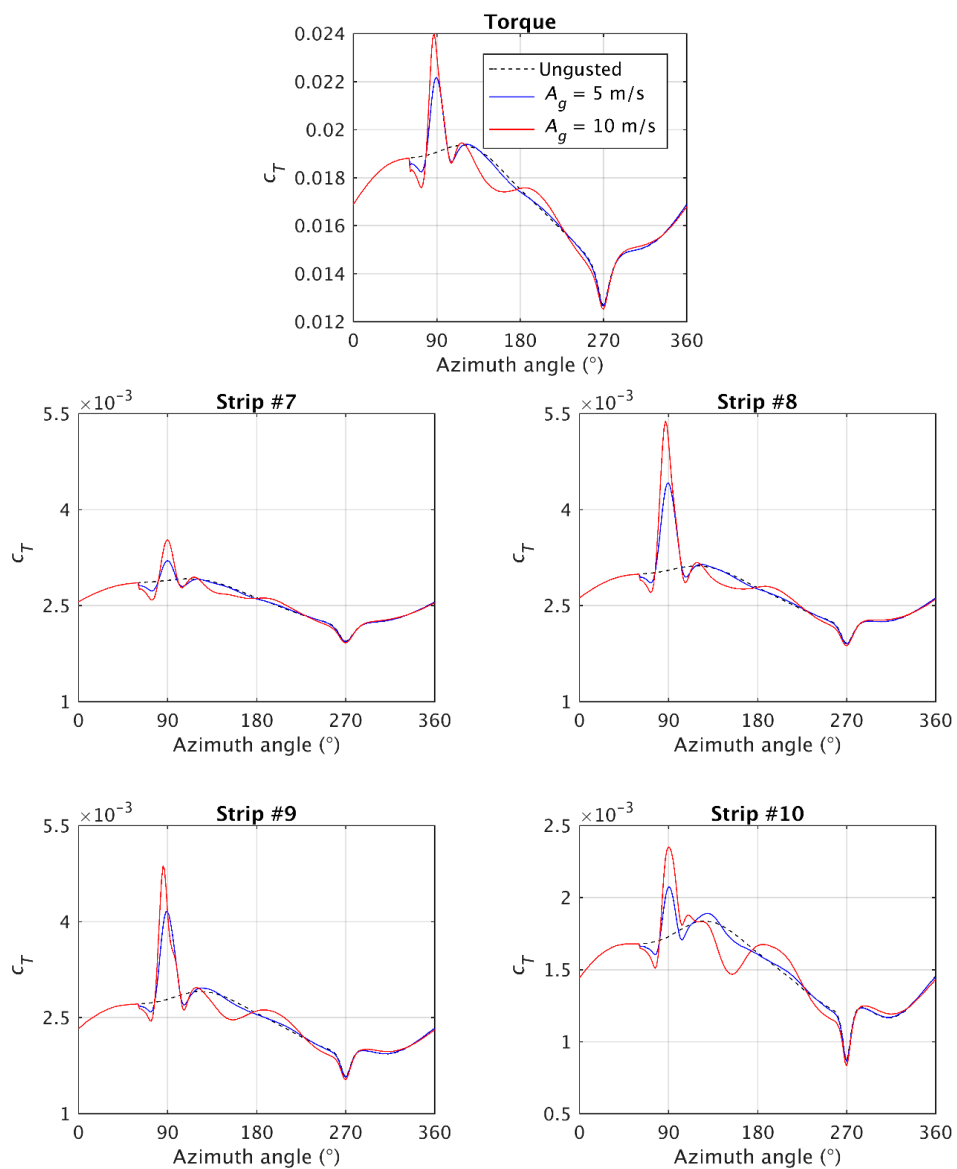 Torque
0.024
0.022
0.02
0.018
0.016
0.014
0.012
c_T
Ungusted
A_g = 5 m/s
A_g = 10 m/s
0 90 180 270 360
Azimuth angle (°)
Strip #7
×10⁻³
5.5
4
2.5
1
c_T
0 90 180 270 360
Azimuth angle (°)
Strip #8
×10⁻³
5.5
4
2.5
1
c_T
0 90 180 270 360
Azimuth angle (°)
Strip #9
×10⁻³
5.5
4
2.5
1
c_T
0 90 180 270 360
Azimuth angle (°)
Strip #10
×10⁻³
2.5
2
1.5
1
0.5
c_T
0 90 180 270 360
Azimuth angle (°)